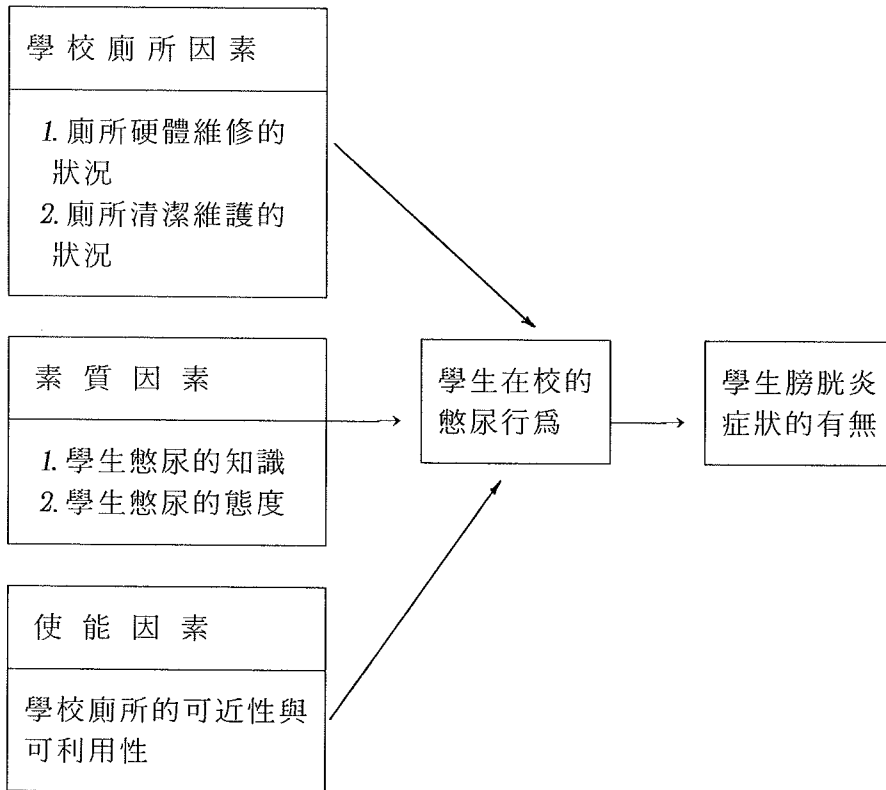 學校廁所因素
1. 廁所硬體維修的
狀況
2. 廁所清潔維護的
狀況
素質因素
1. 學生憋尿的知識
2. 學生憋尿的態度
使能因素
學校廁所的可近性與
可利用性
學生在校的
憋尿行爲
學生膀胱炎
症狀的有無